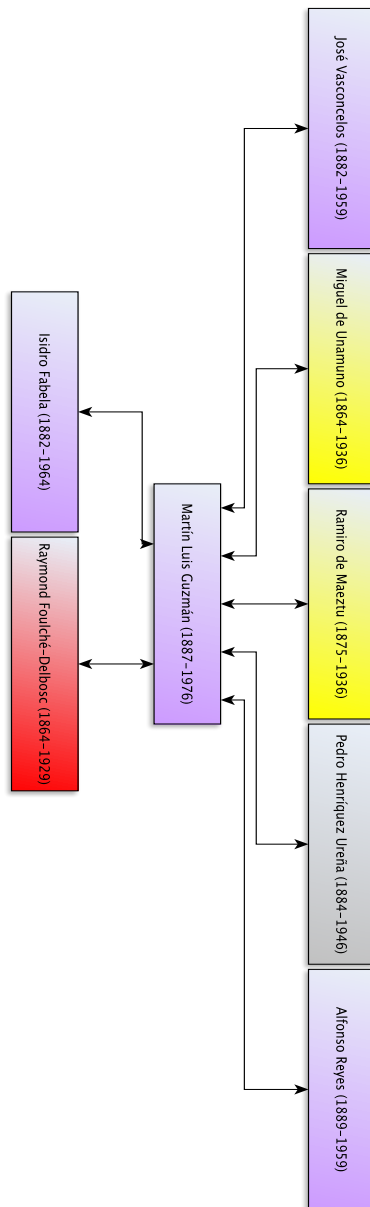 José Vasconcelos (1882–1959)
Miguel de Unamuno (1864–1936)
Ramiro de Maeztu (1875–1936)
Pedro Henríquez Ureña (1884–1946)
Alfonso Reyes (1889–1959)
Martín Luis Guzmán (1887–1976)
Isidro Fabela (1882–1964)
Raymond Foulché–Delbosc (1864–1929)